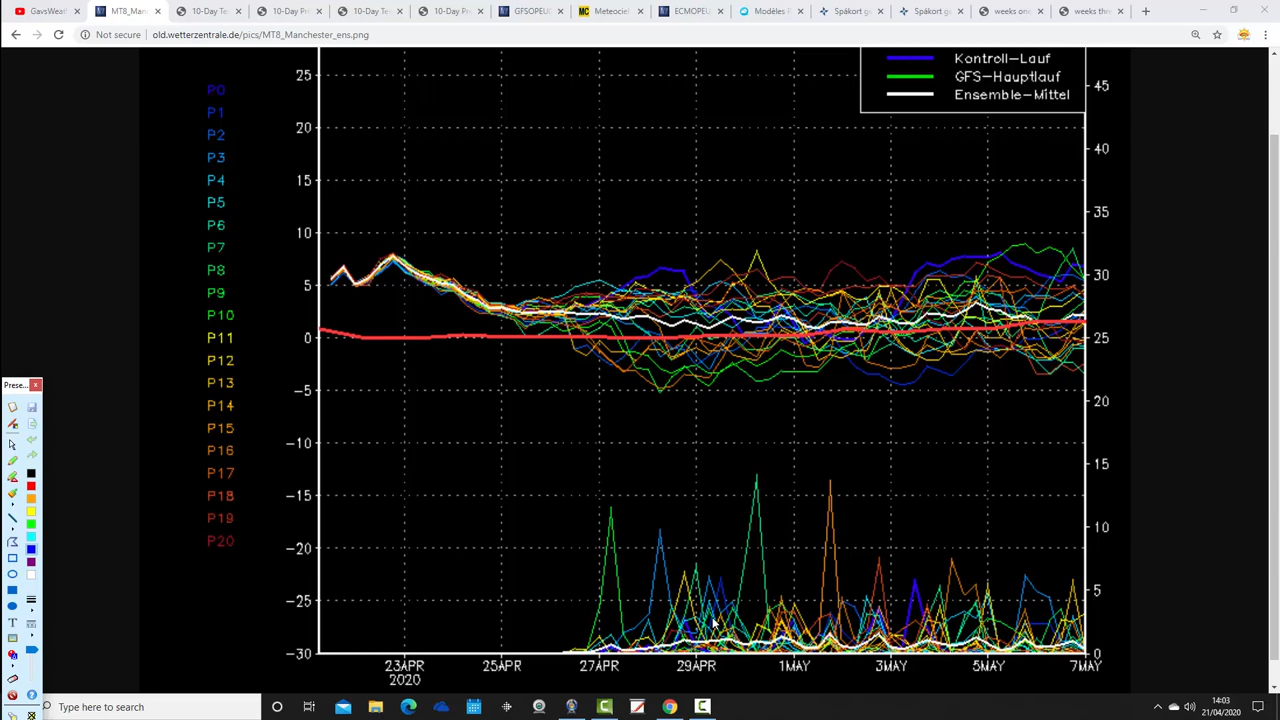 GavsWeath
MT8_Man
10-Day Te
10-Day Pr
10-Day Te
10-Day Pr
GFSOPEU
Meteociel
ECMOPEU
Modèles P
Spákort g
Spákort g
weeks one
weeks thr
Not secure
old.wetterzentrale.de/pics/MT8_Manchester_ens.png
Kontroll-Lauf
GFS-Hauptlauf
Ensemble-Mittel
P0
P1
P2
P3
P4
P5
P6
P7
P8
P9
P10
P11
P12
P13
P14
P15
P16
P17
P18
P19
P20
25
20
15
10
5
0
-5
-10
-15
-20
-25
-30
45
40
35
30
25
20
15
10
5
0
23APR
2020
25APR
27APR
29APR
1MAY
3MAY
5MAY
7MAY
Prese...
T
Type here to search
14:03
21/04/2020